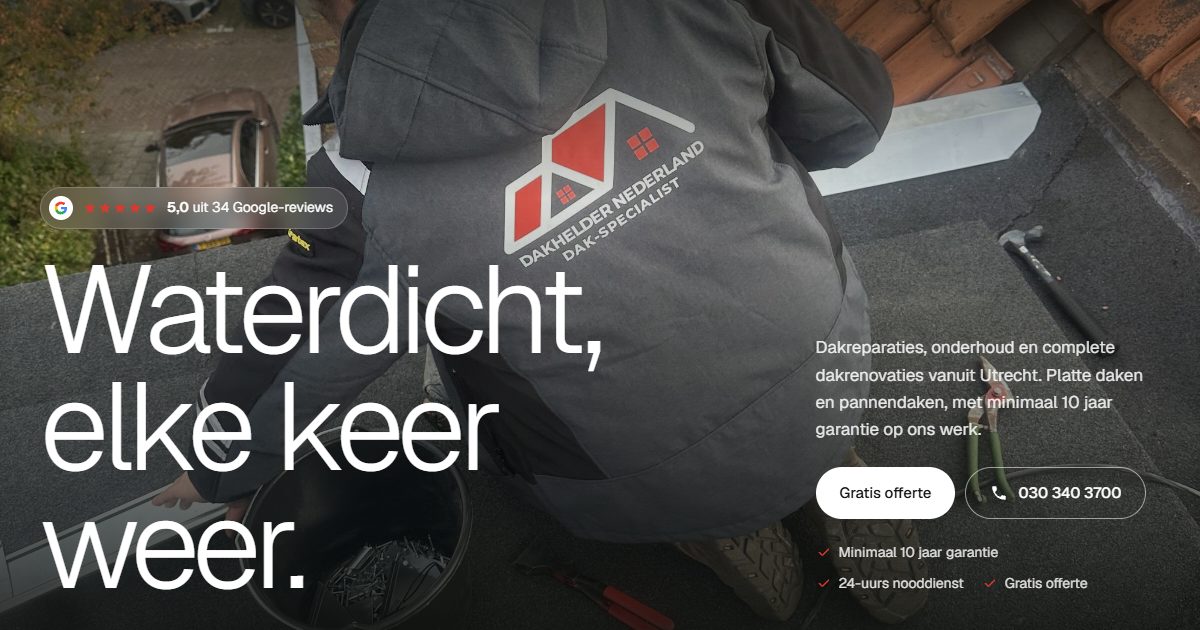 DAKHELDER NEDERLAND
DAK-SPECIALIST
5,0 uit 34 Google-reviews
Waterdicht,
elke keer
weer.
Dakreparaties, onderhoud en complete
dakrenovaties vanuit Utrecht. Platte daken
en pannendaken, met minimaal 10 jaar
garantie op ons werk.
Gratis offerte
030 340 3700
Minimaal 10 jaar garantie
24-uurs nooddienst
Gratis offerte